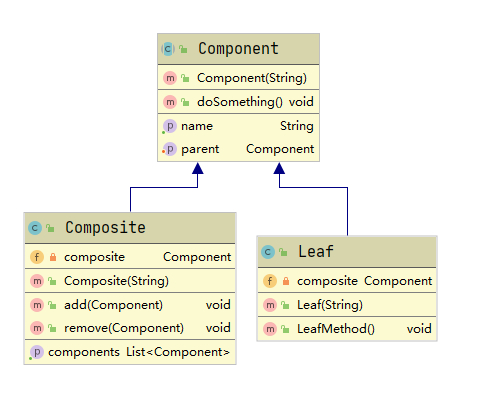 Component
Component(String)
doSomething() void
name String
parent Component
Composite
composite Component
Composite(String)
add(Component) void
remove(Component) void
components List<Component>
Leaf
composite Component
Leaf(String)
LeafMethod() void